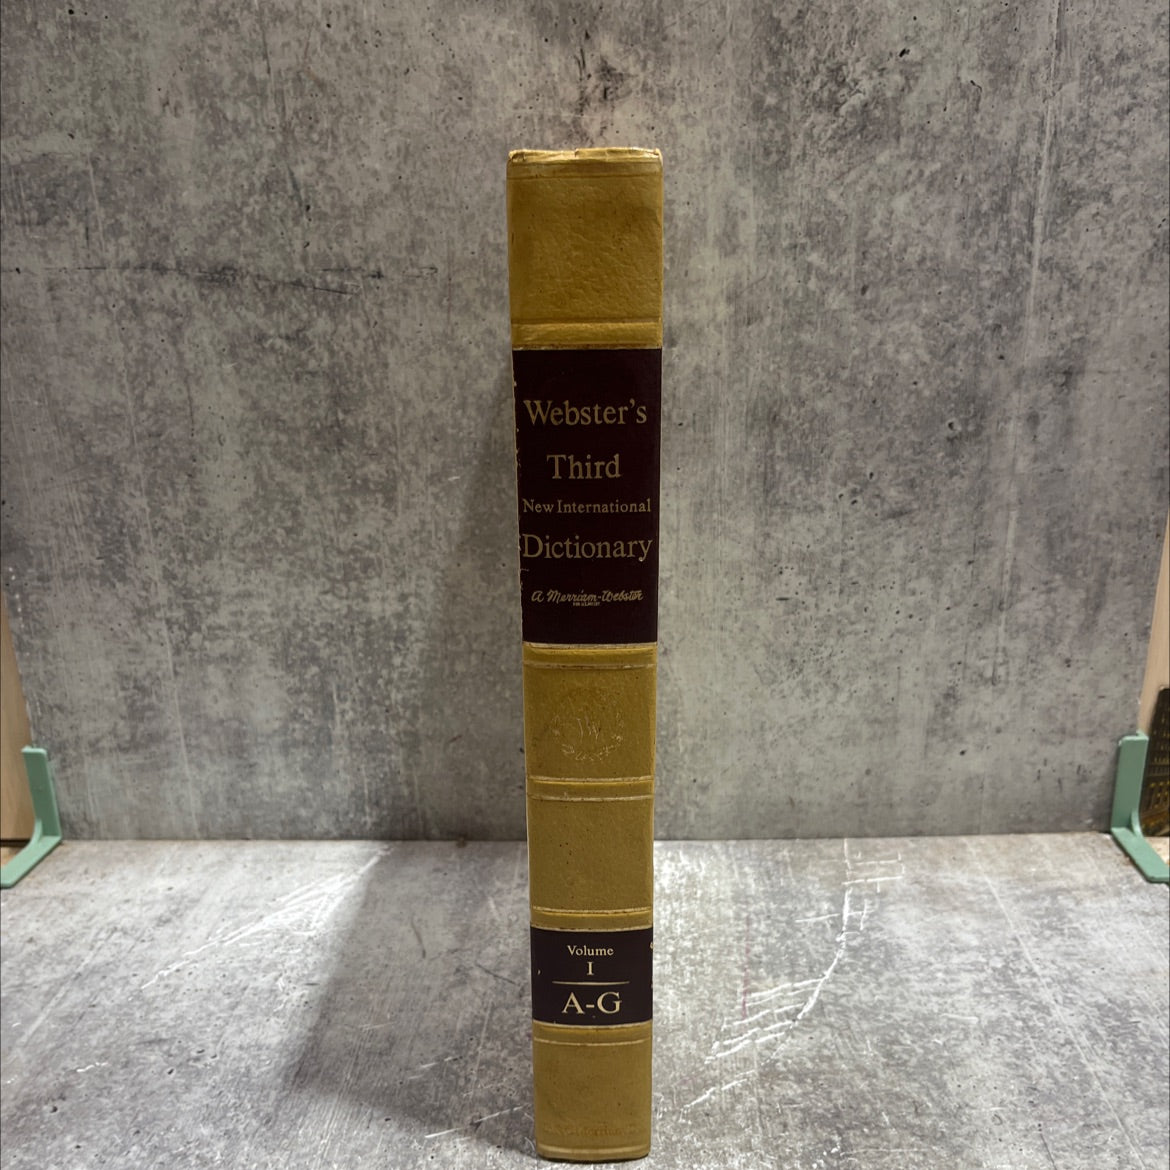 Webster's
Third
New International
Dictionary
a Merriam-Webster
Volume
I
A-G